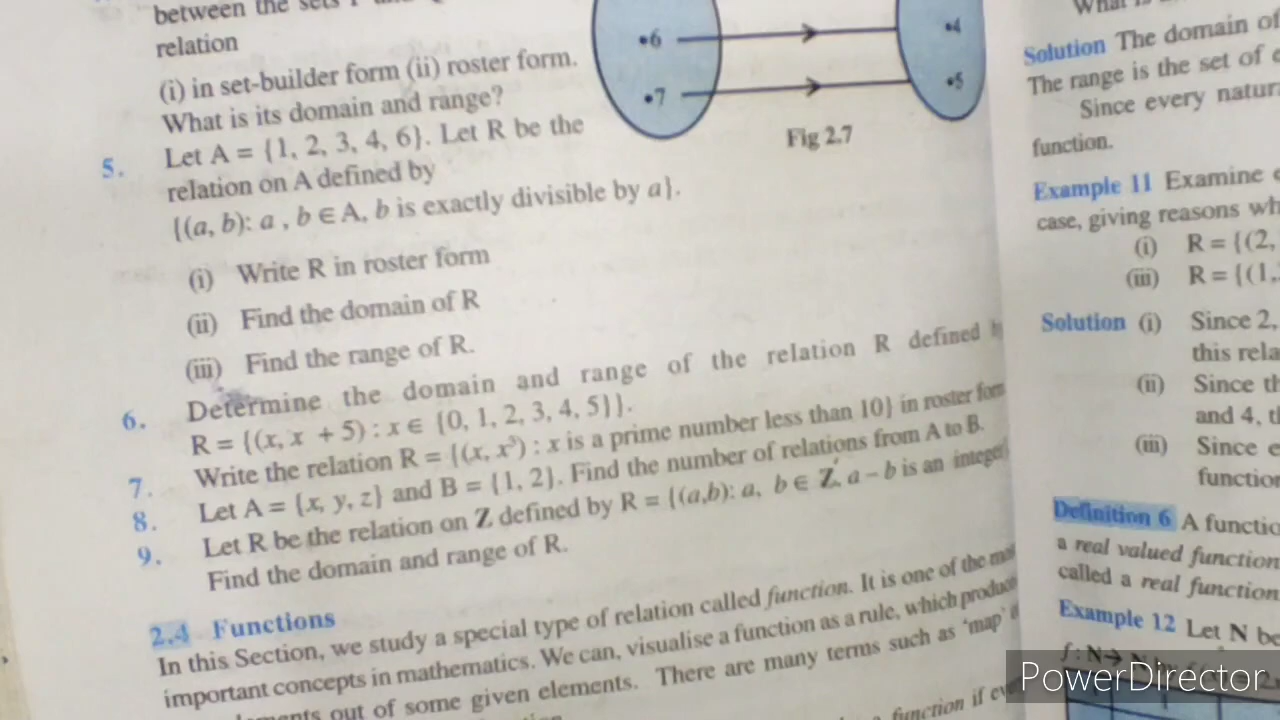 between the sets
relation
(i) in set-builder form (ii) roster form.
What is its domain and range?
5. Let A = {1, 2, 3, 4, 6}. Let R be the
relation on A defined by
{(a, b): a , b ∈ A, b is exactly divisible by a}.
(i) Write R in roster form
(ii) Find the domain of R
(iii) Find the range of R.
6. Determine the domain and range of the relation R defined
R = {(x, x + 5) : x ∈ {0, 1, 2, 3, 4, 5}}.
7. Write the relation R = {(x, x³) : x is a prime number less than 10} in roster form
8. Let A = {x, y, z} and B = {1, 2}. Find the number of relations from A to B.
9. Let R be the relation on Z defined by R = {(a,b): a, b ∈ Z, a – b is an integer}
Find the domain and range of R.
2.4 Functions
In this Section, we study a special type of relation called function. It is one of the
important concepts in mathematics. We can, visualise a function as a rule, which
out of some given elements. There are many terms such as ‘map’
function if
•6
•7
•4
•5
Fig 2.7
Solution The domain of
The range is the set of
Since every
function.
Example 11 Examine
case, giving reasons
(i) R = {(2,
(iii) R = {(1,
Solution (i) Since 2,
this
(ii) Since
and 4,
(iii) Since
Definition 6 A
a real valued function
called a real function
Example 12 Let N
f : N→
PowerDirector